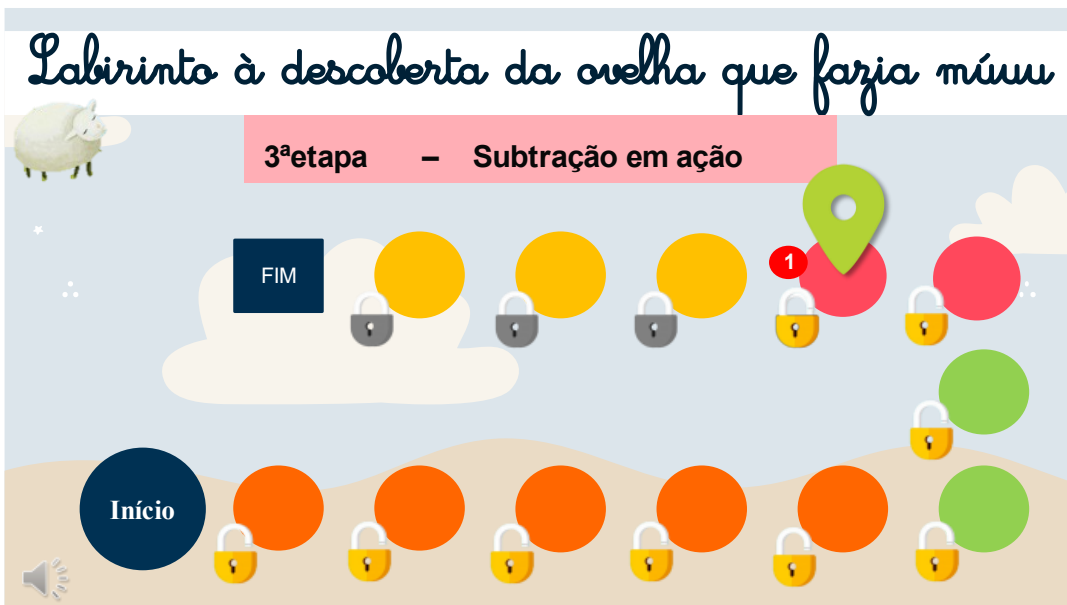 Labirinto à descoberta da ovelha que fazia múuu
3ªetapa – Subtração em ação
FIM
1
Início